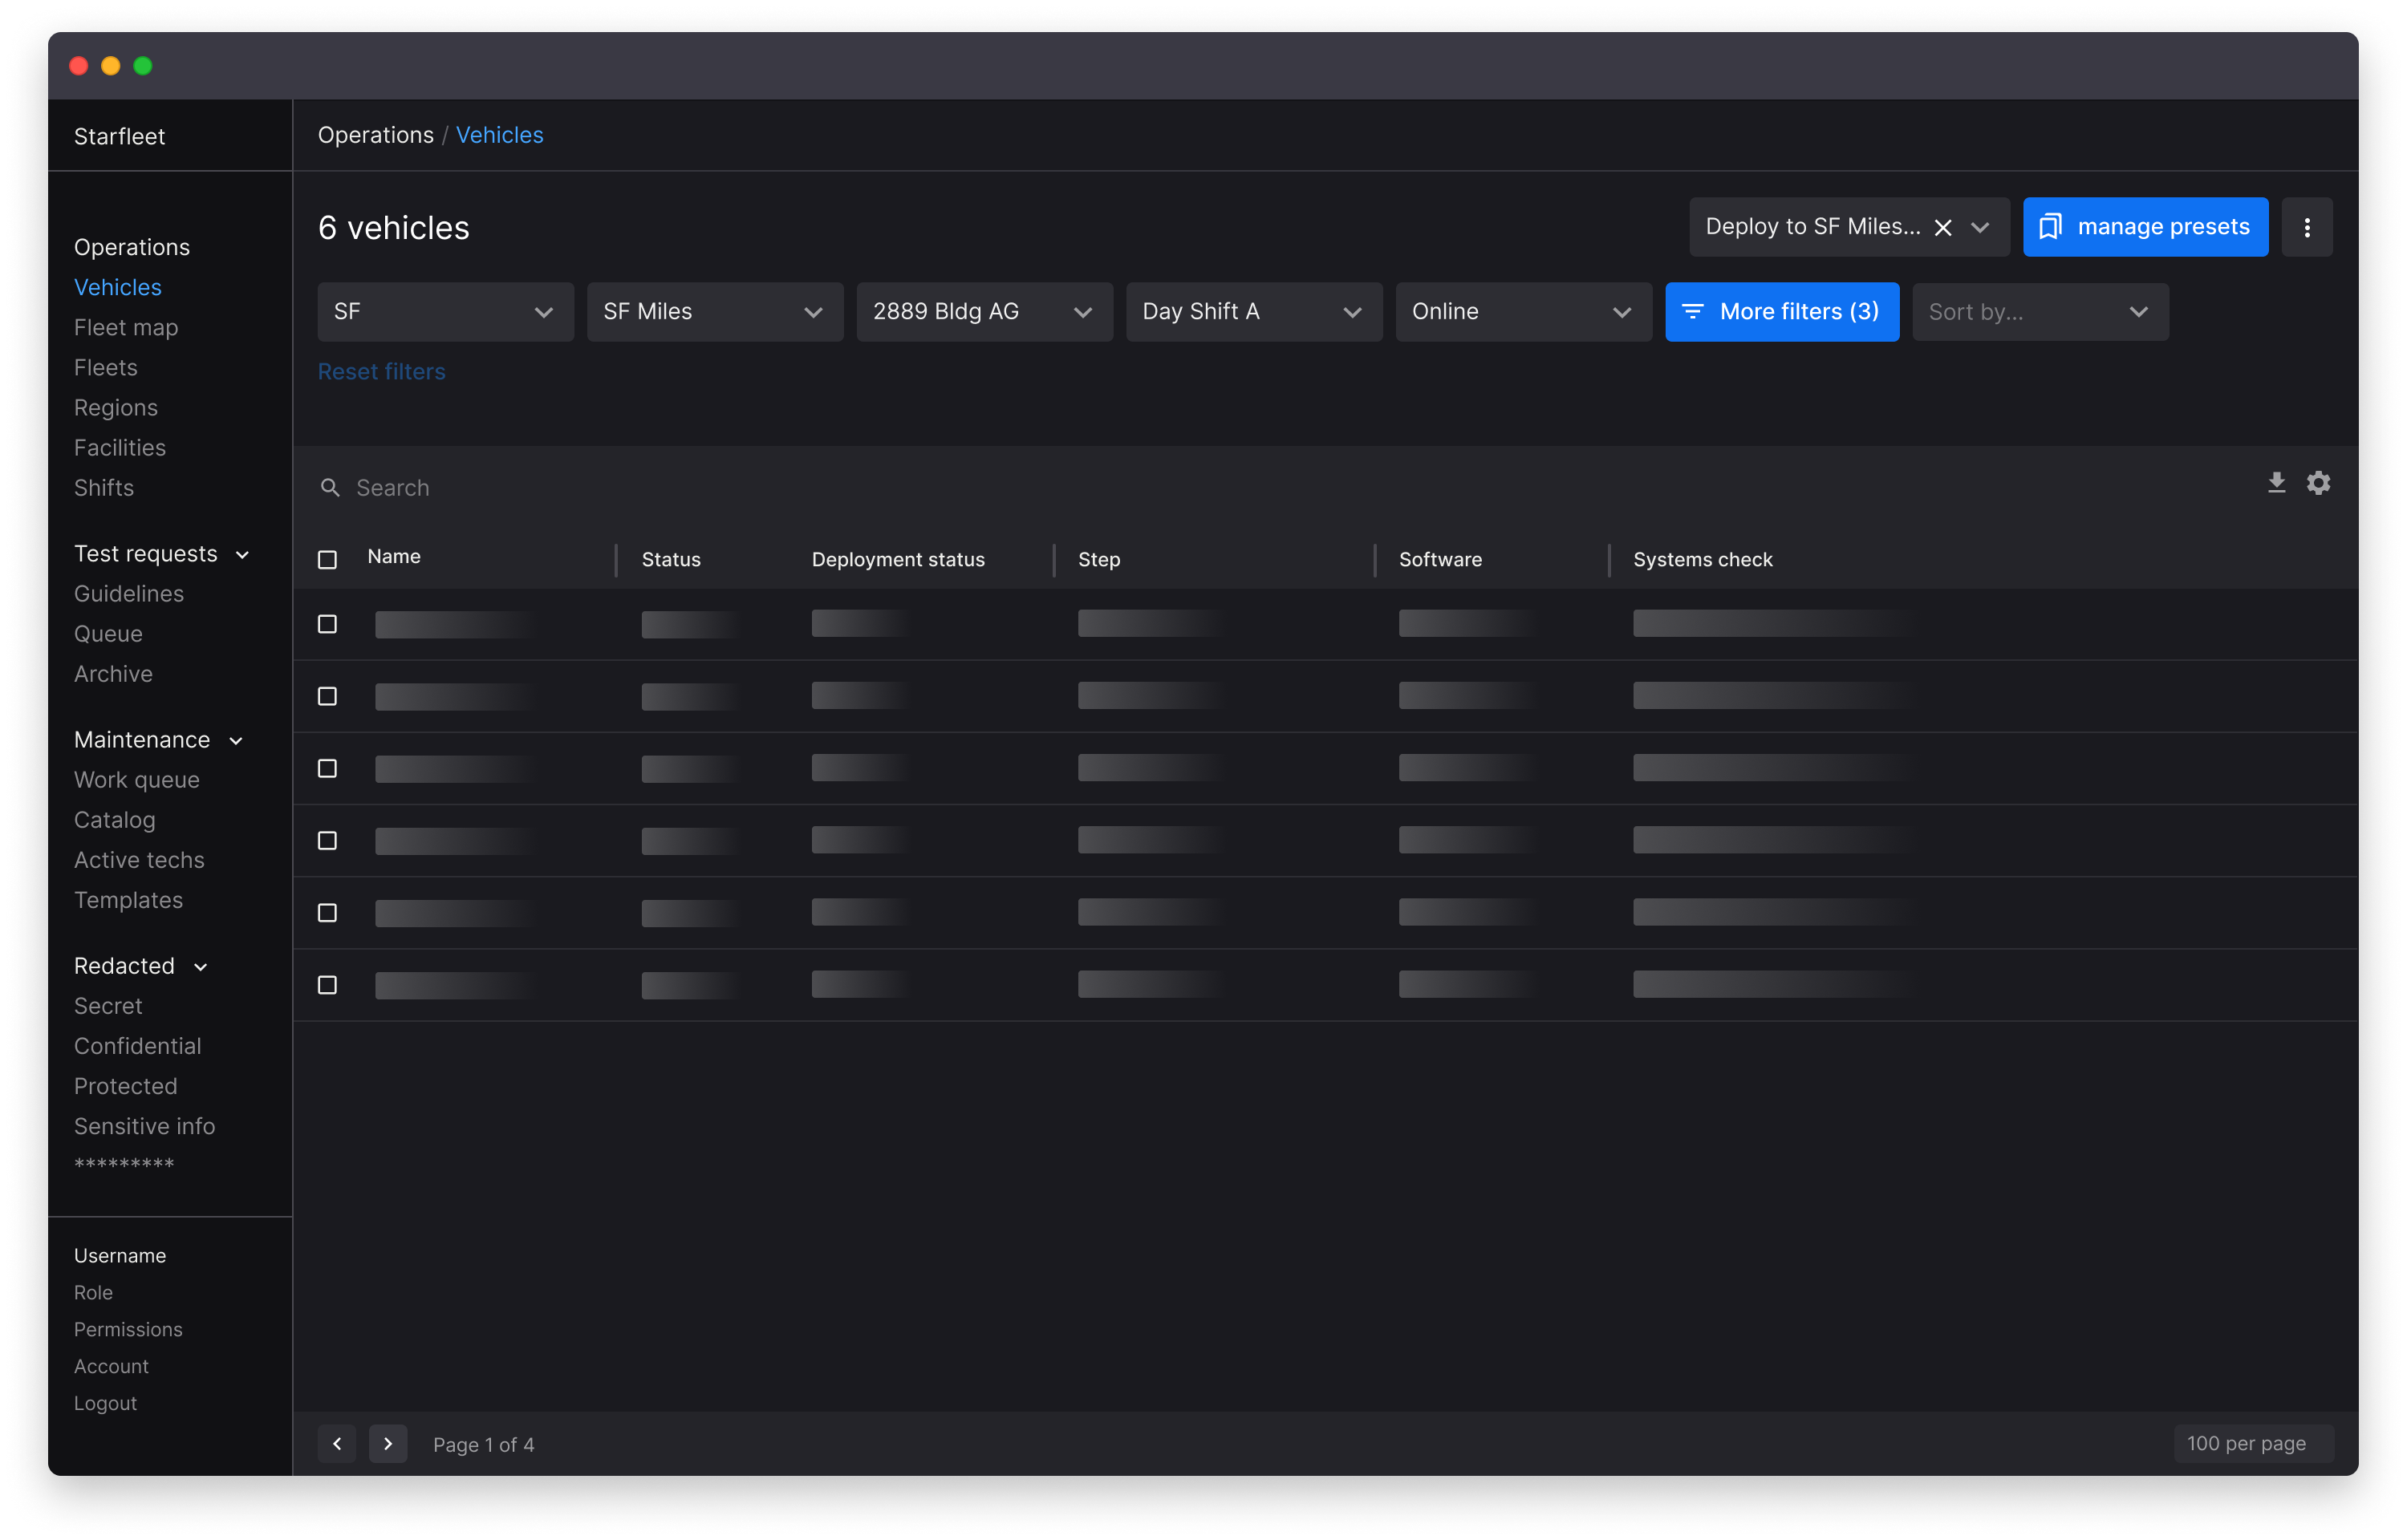 Starfleet
Operations / Vehicles
Operations
Vehicles
Fleet map
Fleets
Regions
Facilities
Shifts
Test requests
Guidelines
Queue
Archive
Maintenance
Work queue
Catalog
Active techs
Templates
Redacted
Secret
Confidential
Protected
Sensitive info
*********
Username
Role
Permissions
Account
Logout
6 vehicles
Deploy to SF Miles...
manage presets
SF
SF Miles
2889 Bldg AG
Day Shift A
Online
More filters (3)
Sort by...
Reset filters
Search
Name Status Deployment status Step Software Systems check
Page 1 of 4
100 per page